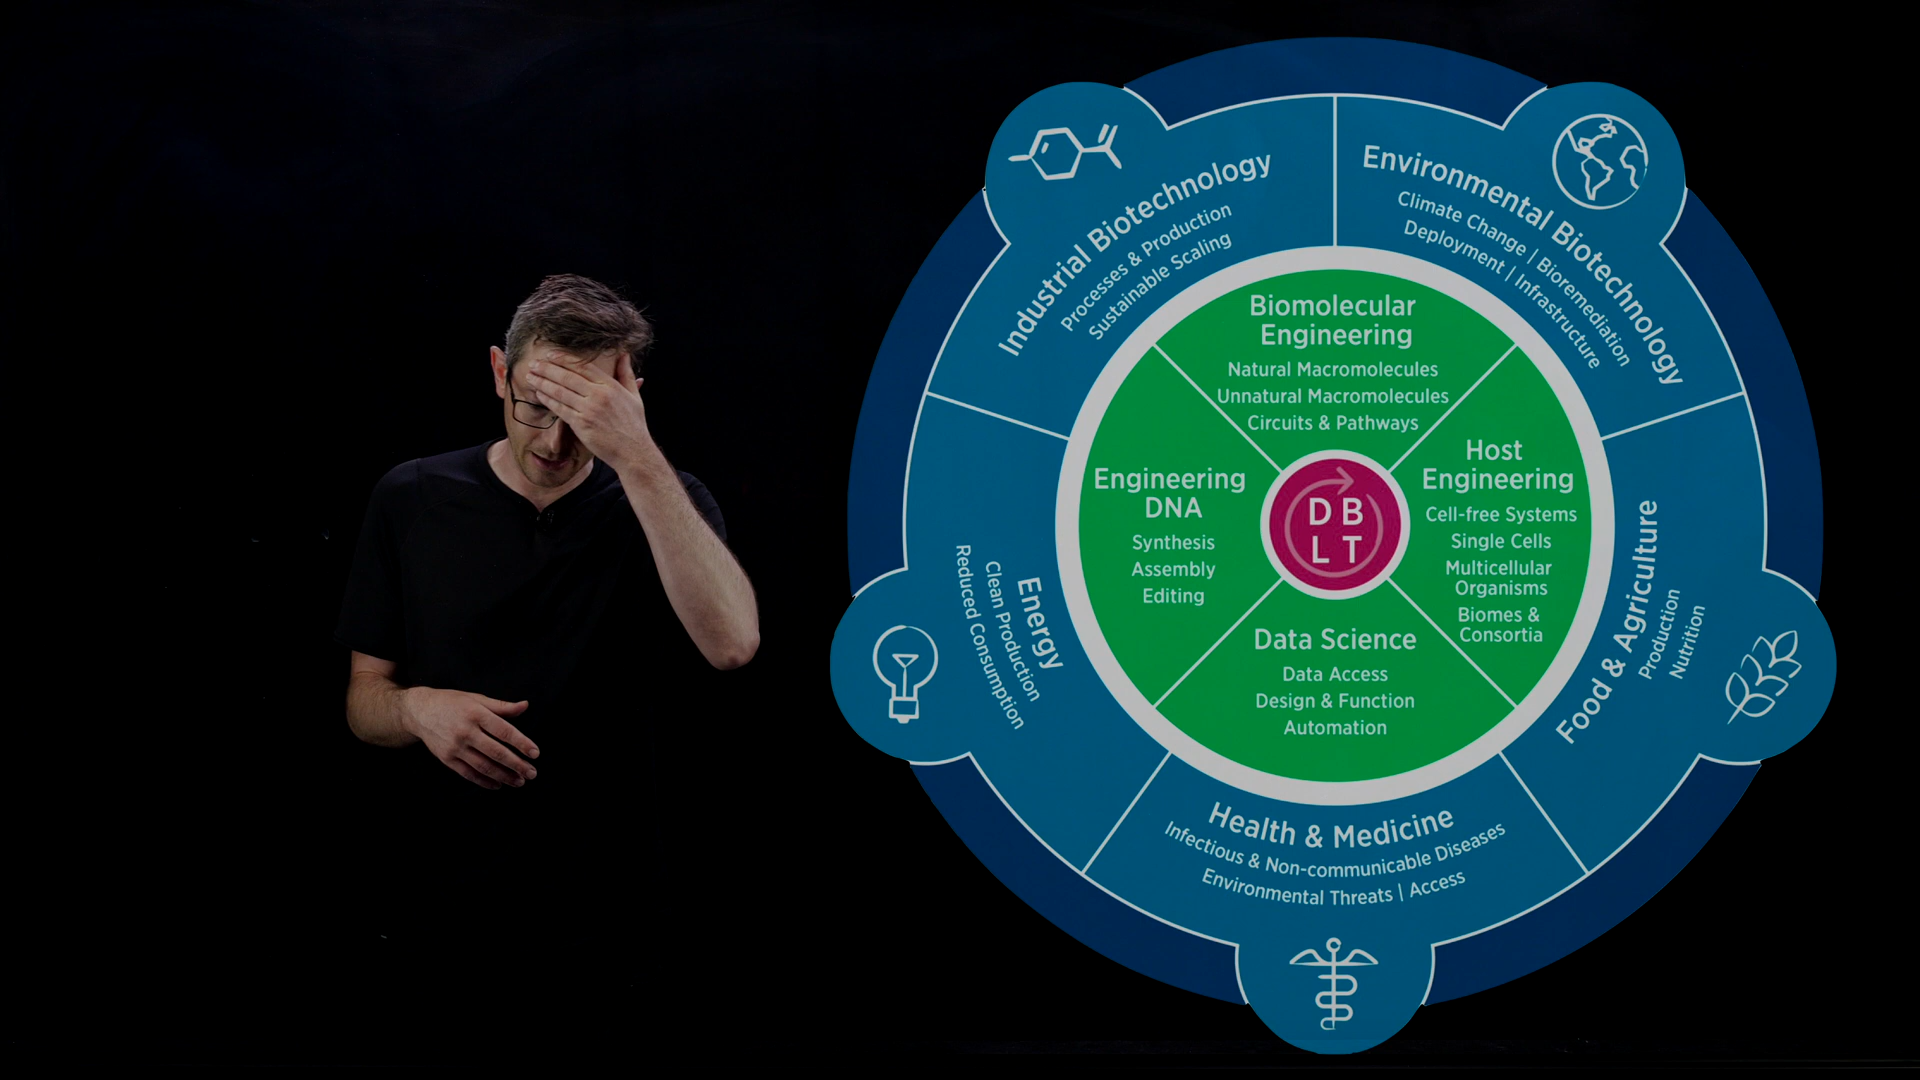 Industrial Biotechnology
Processes & Production
Sustainable Scaling
Environmental Biotechnology
Climate Change | Bioremediation
Deployment | Infrastructure
Biomolecular
Engineering
Natural Macromolecules
Unnatural Macromolecules
Circuits & Pathways
Engineering
DNA
Synthesis
Assembly
Editing
D B
L T
Host
Engineering
Cell-free Systems
Single Cells
Multicellular
Organisms
Biomes &
Consortia
Data Science
Data Access
Design & Function
Automation
Energy
Clean Production
Reduced Consumption
Food & Agriculture
Production
Nutrition
Health & Medicine
Infectious & Non-communicable Diseases
Environmental Threats | Access